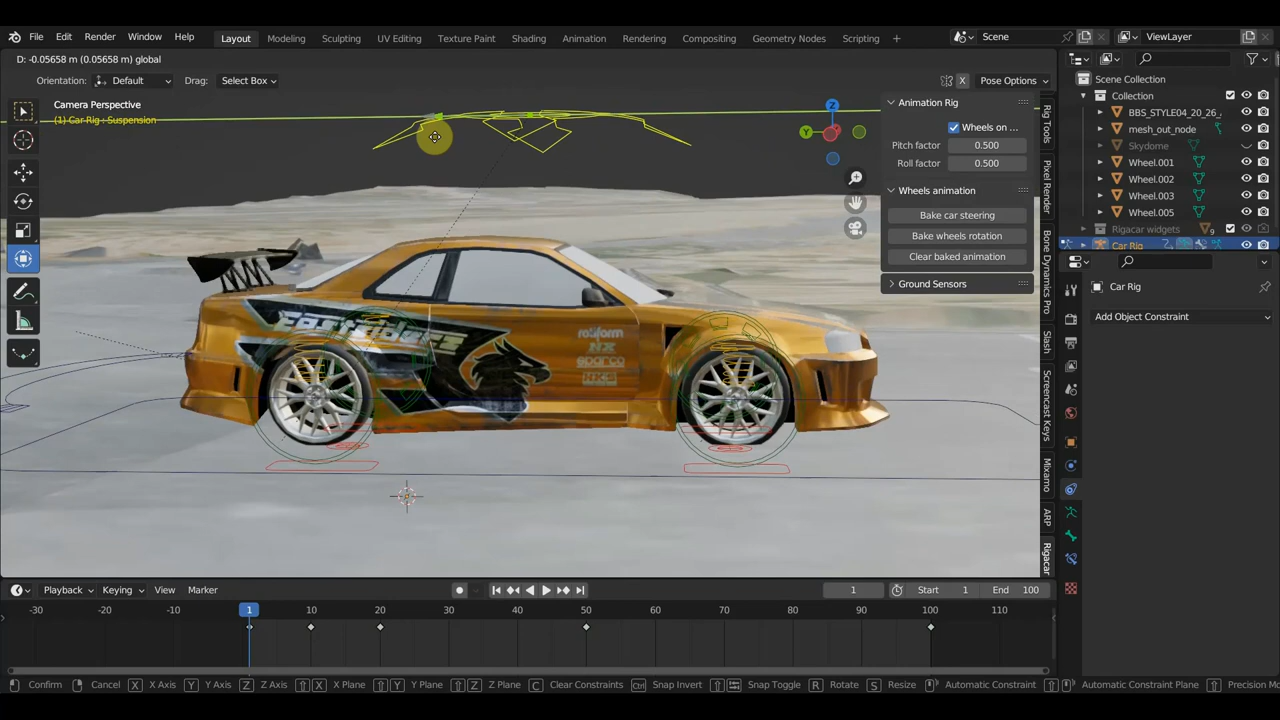 File Edit Render Window Help Layout Modeling Sculpting UV Editing Texture Paint Shading Animation Rendering Compositing Geometry Nodes Scripting + Scene ViewLayer
D: -0.05658 m (0.05658 m) global
Orientation: Default Drag: Select Box X Pose Options
Camera Perspective
(1) Car Rig : Suspension
Z
Y
Animation Rig
Wheels on ...
Pitch factor 0.500
Roll factor 0.500
Wheels animation
Bake car steering
Bake wheels rotation
Clear baked animation
Ground Sensors
Rig Tools
Pixel Render
Bone Dynamics Pro
Slash
Screencast Keys
Mixamo
ARP
Rigacar
Scene Collection
Collection
BBS_STYLE04_20_26_
mesh_out_node
Skydome
Wheel.001
Wheel.002
Wheel.003
Wheel.005
Rigacar widgets 9
Car Rig
Car Rig
Add Object Constraint
EastSiders
rotiform
NX
sparco
Playback Keying View Marker 1 Start 1 End 100
-30 -20 -10 1 10 20 30 40 50 60 70 80 90 100 110
Confirm Cancel X X Axis Y Y Axis Z Z Axis X X Plane Y Y Plane Z Z Plane C Clear Constraints Ctrl Snap Invert Snap Toggle R Rotate S Resize Automatic Constraint Automatic Constraint Plane Precision Mo